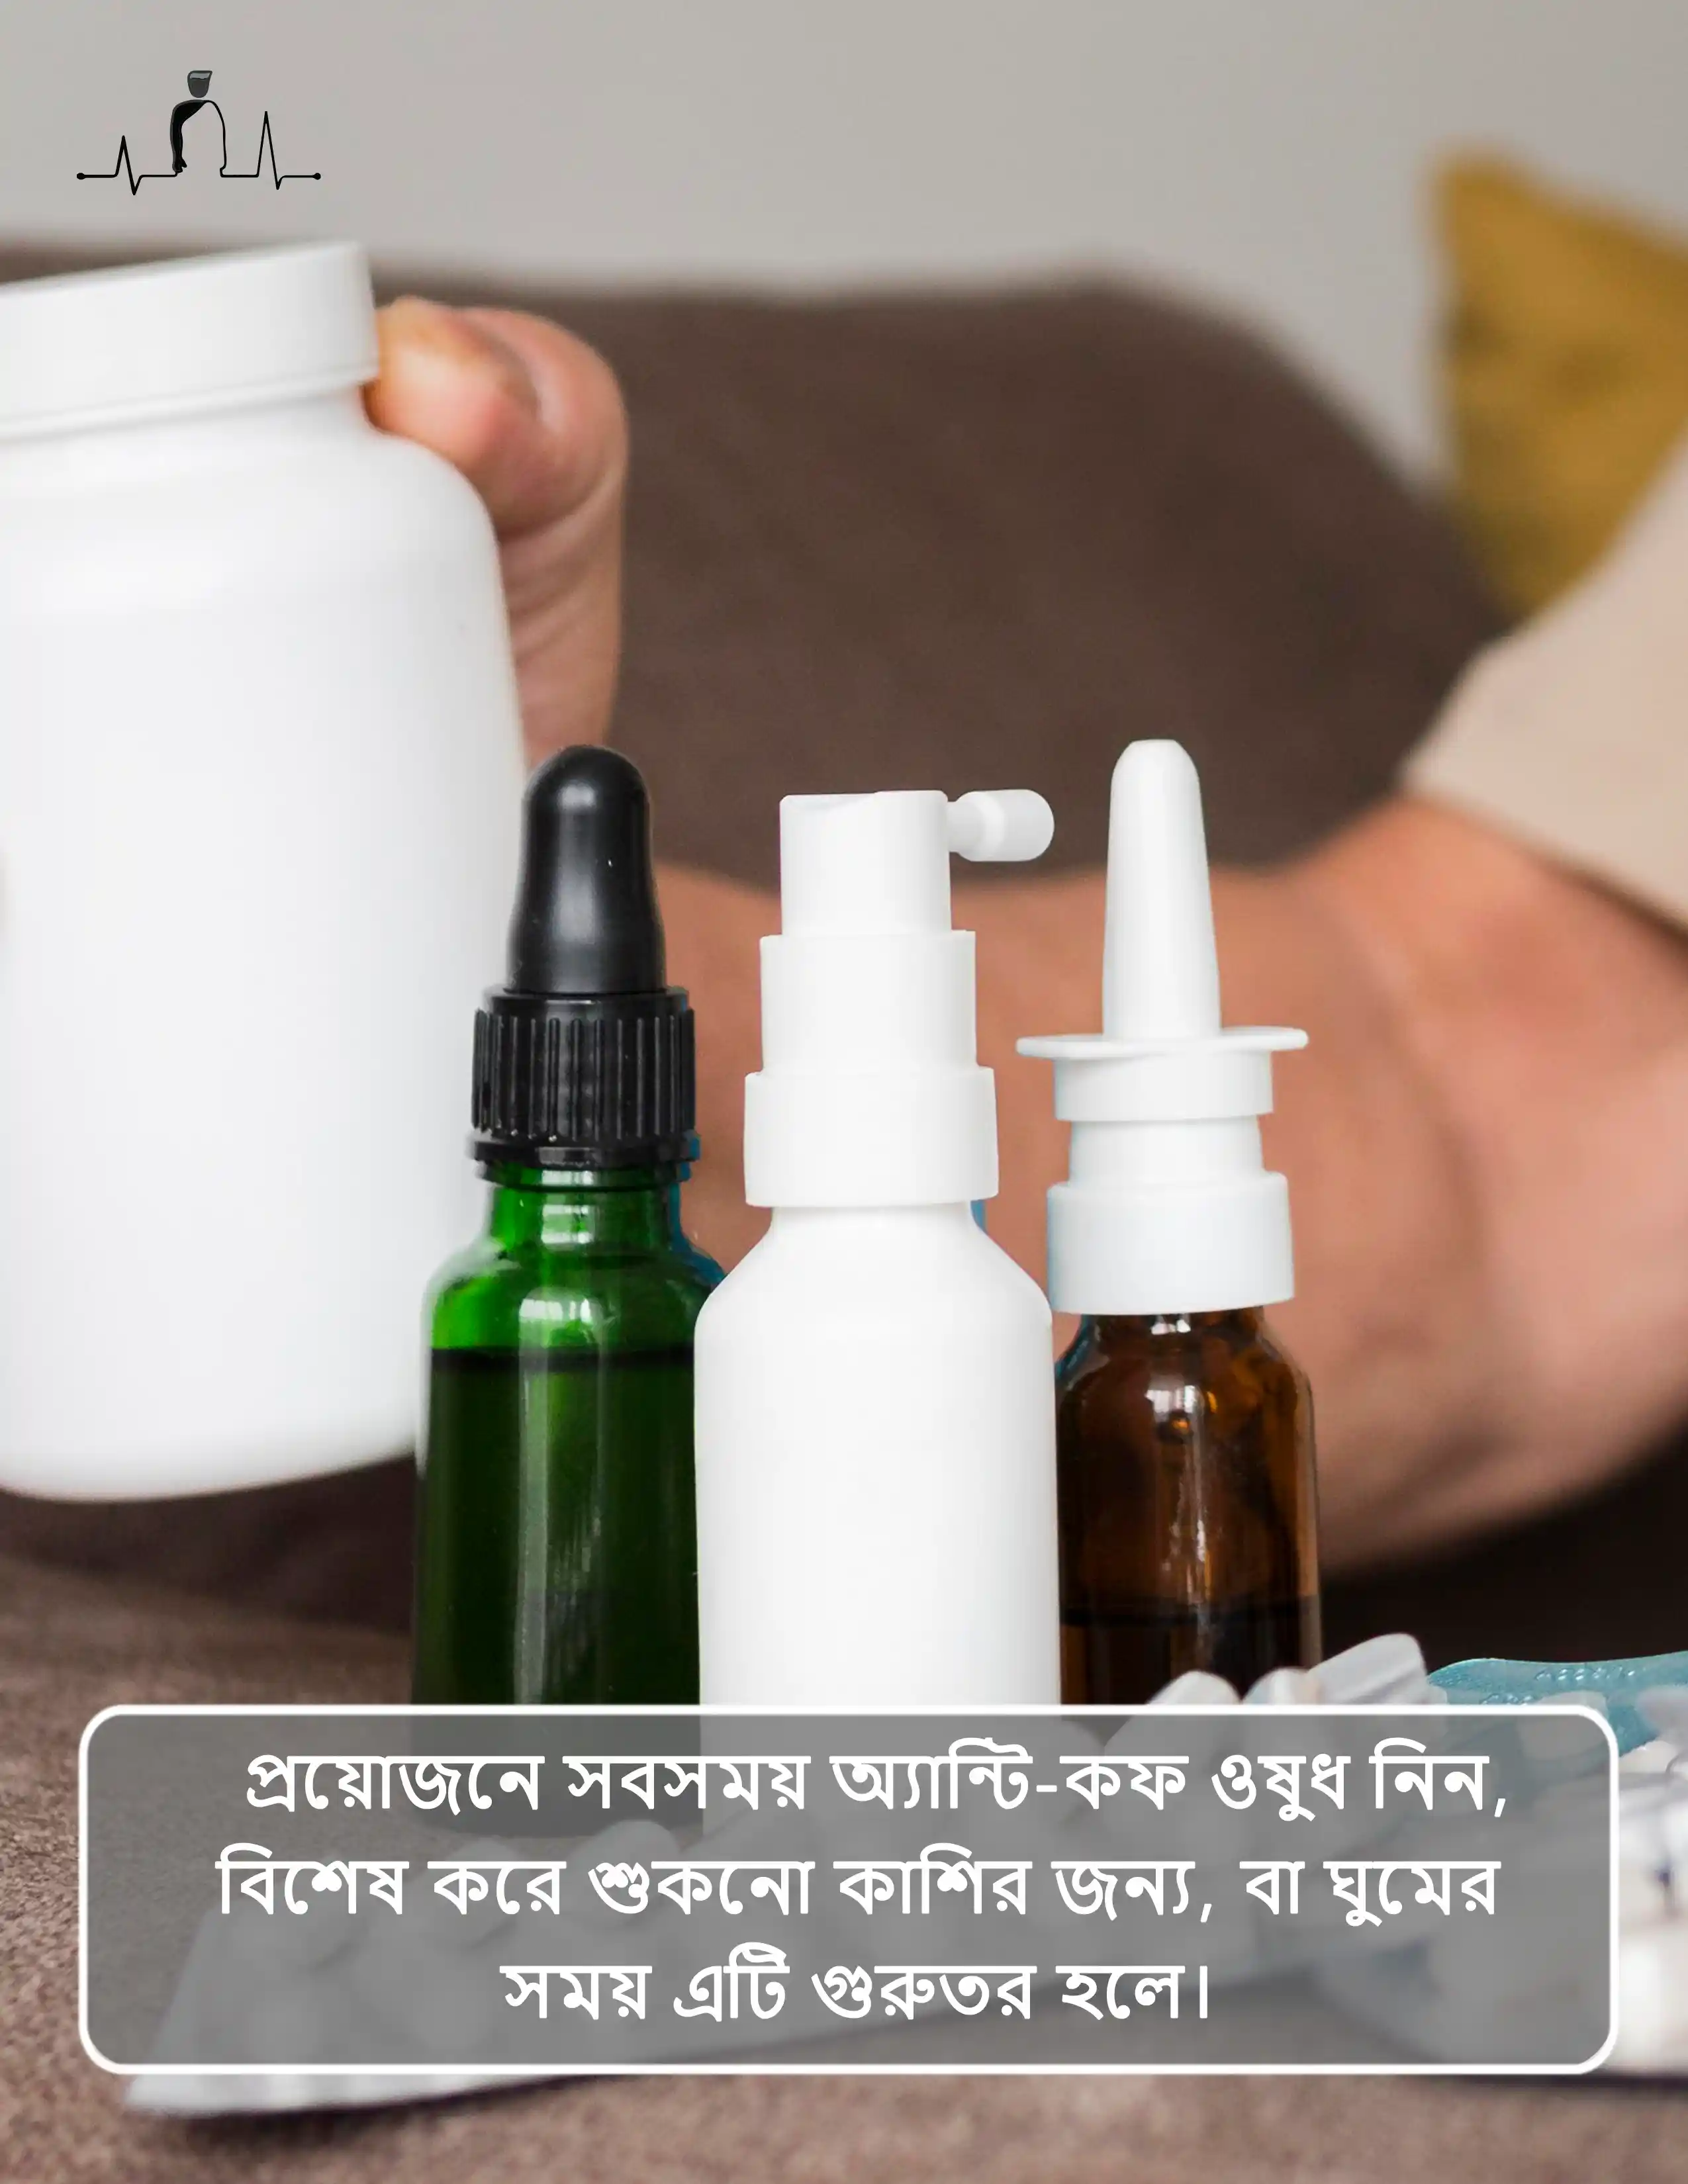 প্রয়োজনে সবসময় অ্যান্টি-কফ ওষুধ নিন,
বিশেষ করে শুকনো কাশির জন্য, বা ঘুমের
সময় এটি গুরুতর হলে।